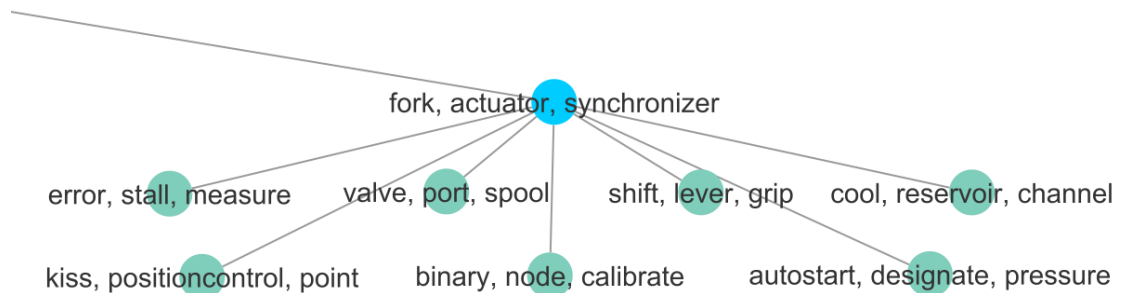 fork, actuator, synchronizer
error, stall, measure
valve, port, spool
shift, lever, grip
cool, reservoir, channel
kiss, positioncontrol, point
binary, node, calibrate
autostart, designate, pressure